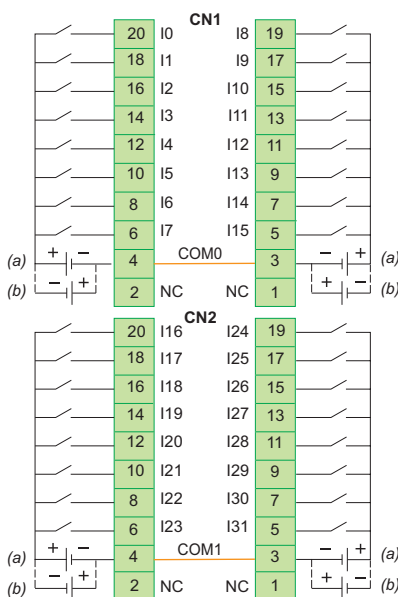 CN1
20 I0 I8 19
18 I1 I9 17
16 I2 I10 15
14 I3 I11 13
12 I4 I12 11
10 I5 I13 9
8 I6 I14 7
6 I7 I15 5
(a) + − 4 COM0 3 − + (a)
(b) − + 2 NC NC 1 + − (b)
CN2
20 I16 I24 19
18 I17 I25 17
16 I18 I26 15
14 I19 I27 13
12 I20 I28 11
10 I21 I29 9
8 I22 I30 7
6 I23 I31 5
(a) + − 4 COM1 3 − + (a)
(b) − + 2 NC NC 1 + − (b)